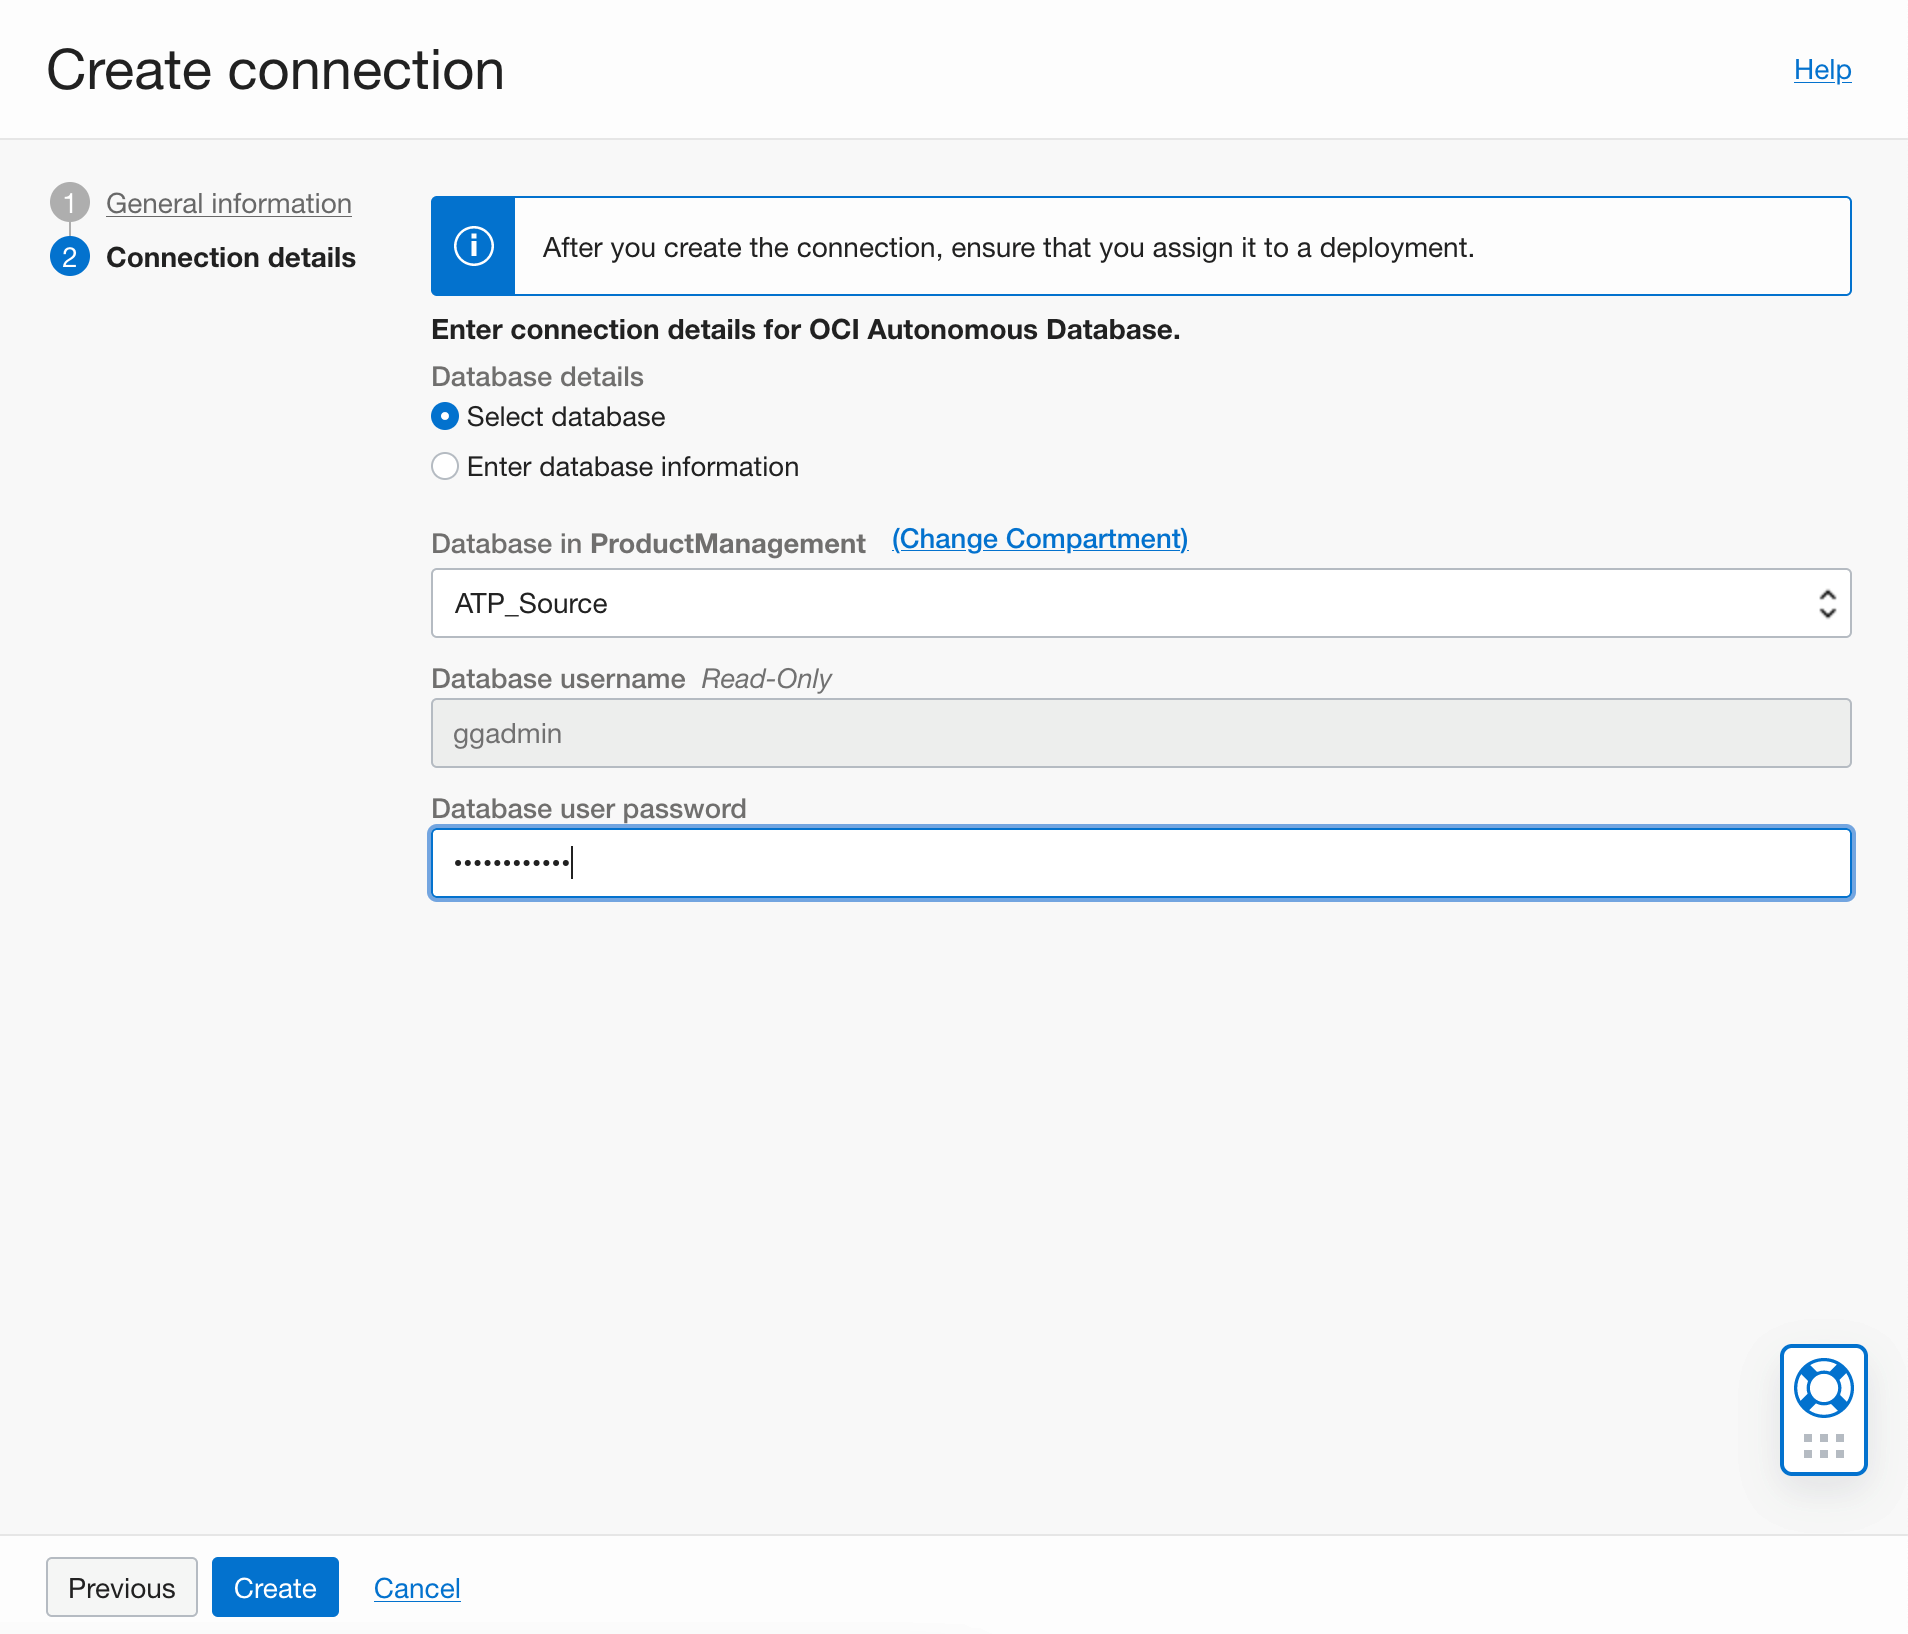 Create connection
Help
1 General information
2 Connection details
After you create the connection, ensure that you assign it to a deployment.
Enter connection details for OCI Autonomous Database.
Database details
Select database
Enter database information
Database in ProductManagement (Change Compartment)
ATP_Source
Database username Read-Only
ggadmin
Database user password
••••••••••••
Previous
Create
Cancel